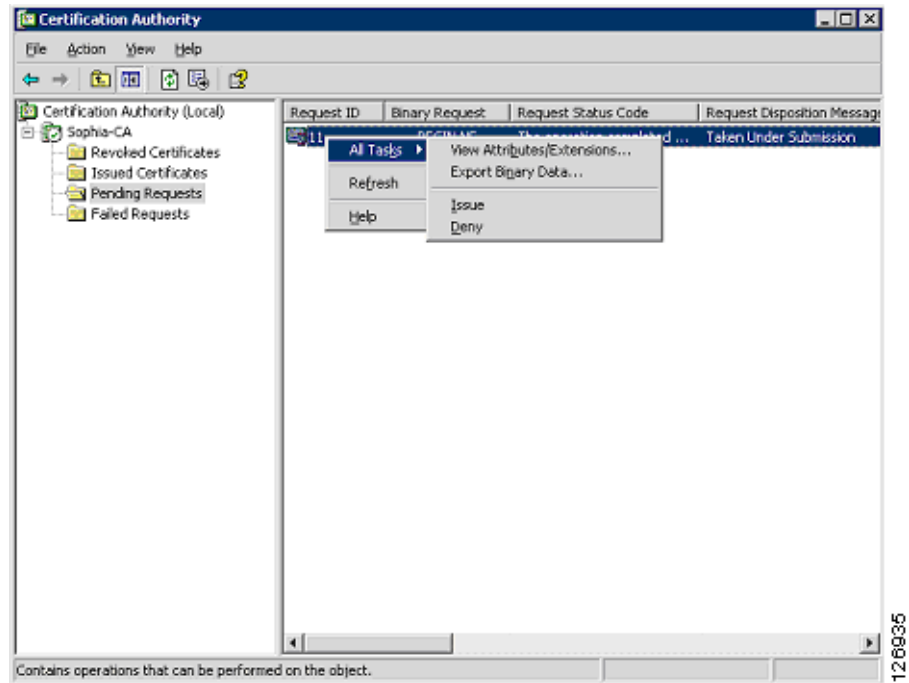 Certification Authority
File Action View Help
Certification Authority (Local)
Sophia-CA
Revoked Certificates
Issued Certificates
Pending Requests
Failed Requests
Request ID Binary Request Request Status Code Request Disposition Message
11 Taken Under Submission
All Tasks
Refresh
Help
View Attributes/Extensions...
Export Binary Data...
Issue
Deny
Contains operations that can be performed on the object.
126935